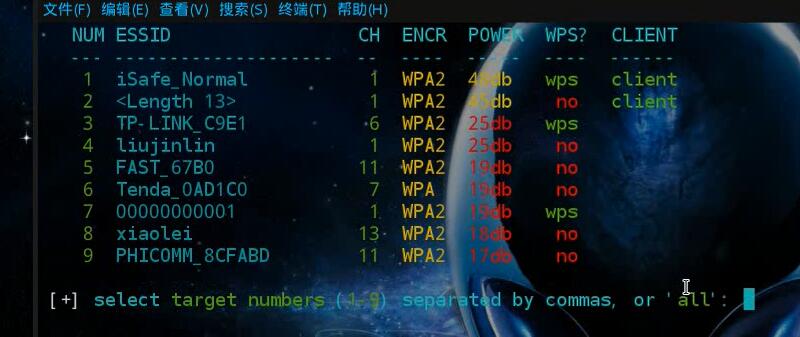 文件(F) 编辑(E) 查看(V) 搜索(S) 终端(T) 帮助(H)
NUM ESSID CH ENCR POWER WPS? CLIENT
--- -------------------- -- ---- ----- ---- ------
1 iSafe_Normal 1 WPA2 48db wps client
2 <Length 13> 1 WPA2 45db no client
3 TP-LINK_C9E1 6 WPA2 25db wps
4 liujinlin 1 WPA2 25db no
5 FAST_67B0 11 WPA2 19db no
6 Tenda_0AD1C0 7 WPA 19db no
7 00000000001 1 WPA2 19db wps
8 xiaolei 13 WPA2 18db no
9 PHICOMM_8CFABD 11 WPA2 17db no
[+] select target numbers (1-9) separated by commas, or 'all':